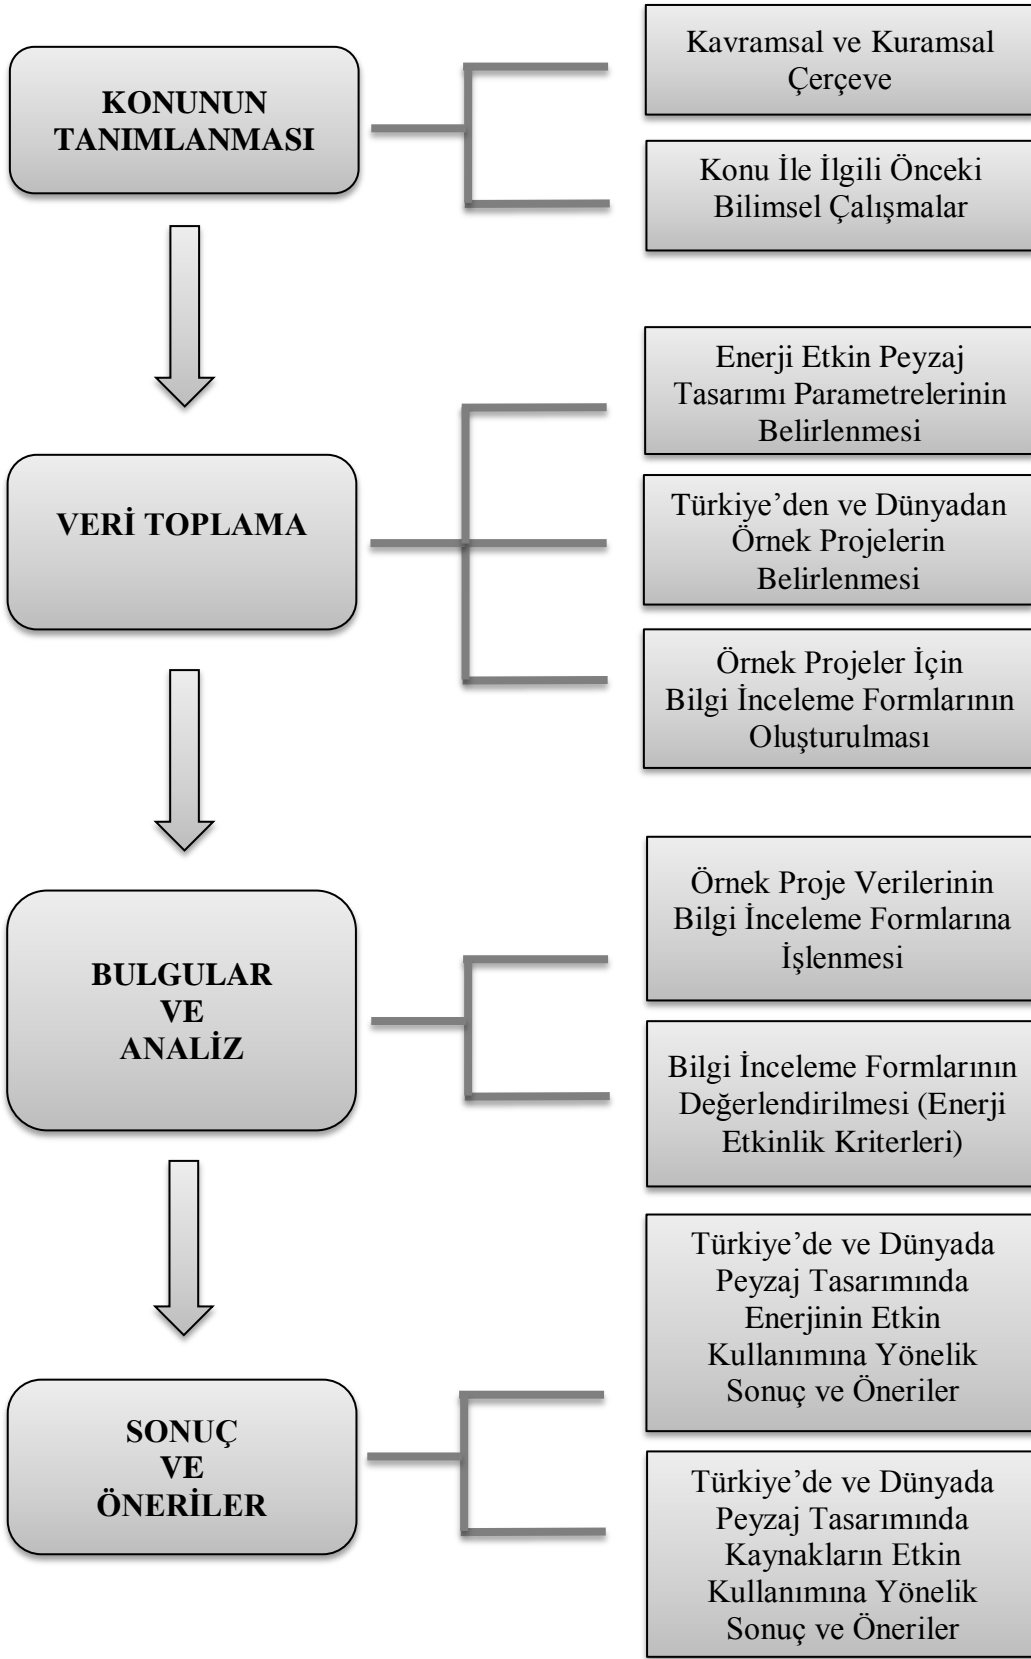 KONUNUN
TANIMLANMASI
Kavramsal ve Kuramsal
Çerçeve
Konu İle İlgili Önceki
Bilimsel Çalışmalar
VERİ TOPLAMA
Enerji Etkin Peyzaj
Tasarımı Parametrelerinin
Belirlenmesi
Türkiye’den ve Dünyadan
Örnek Projelerin
Belirlenmesi
Örnek Projeler İçin
Bilgi İnceleme Formlarının
Oluşturulması
BULGULAR
VE
ANALİZ
Örnek Proje Verilerinin
Bilgi İnceleme Formlarına
İşlenmesi
Bilgi İnceleme Formlarının
Değerlendirilmesi (Enerji
Etkinlik Kriterleri)
SONUÇ
VE
ÖNERİLER
Türkiye’de ve Dünyada
Peyzaj Tasarımında
Enerjinin Etkin
Kullanımına Yönelik
Sonuç ve Öneriler
Türkiye’de ve Dünyada
Peyzaj Tasarımında
Kaynakların Etkin
Kullanımına Yönelik
Sonuç ve Öneriler